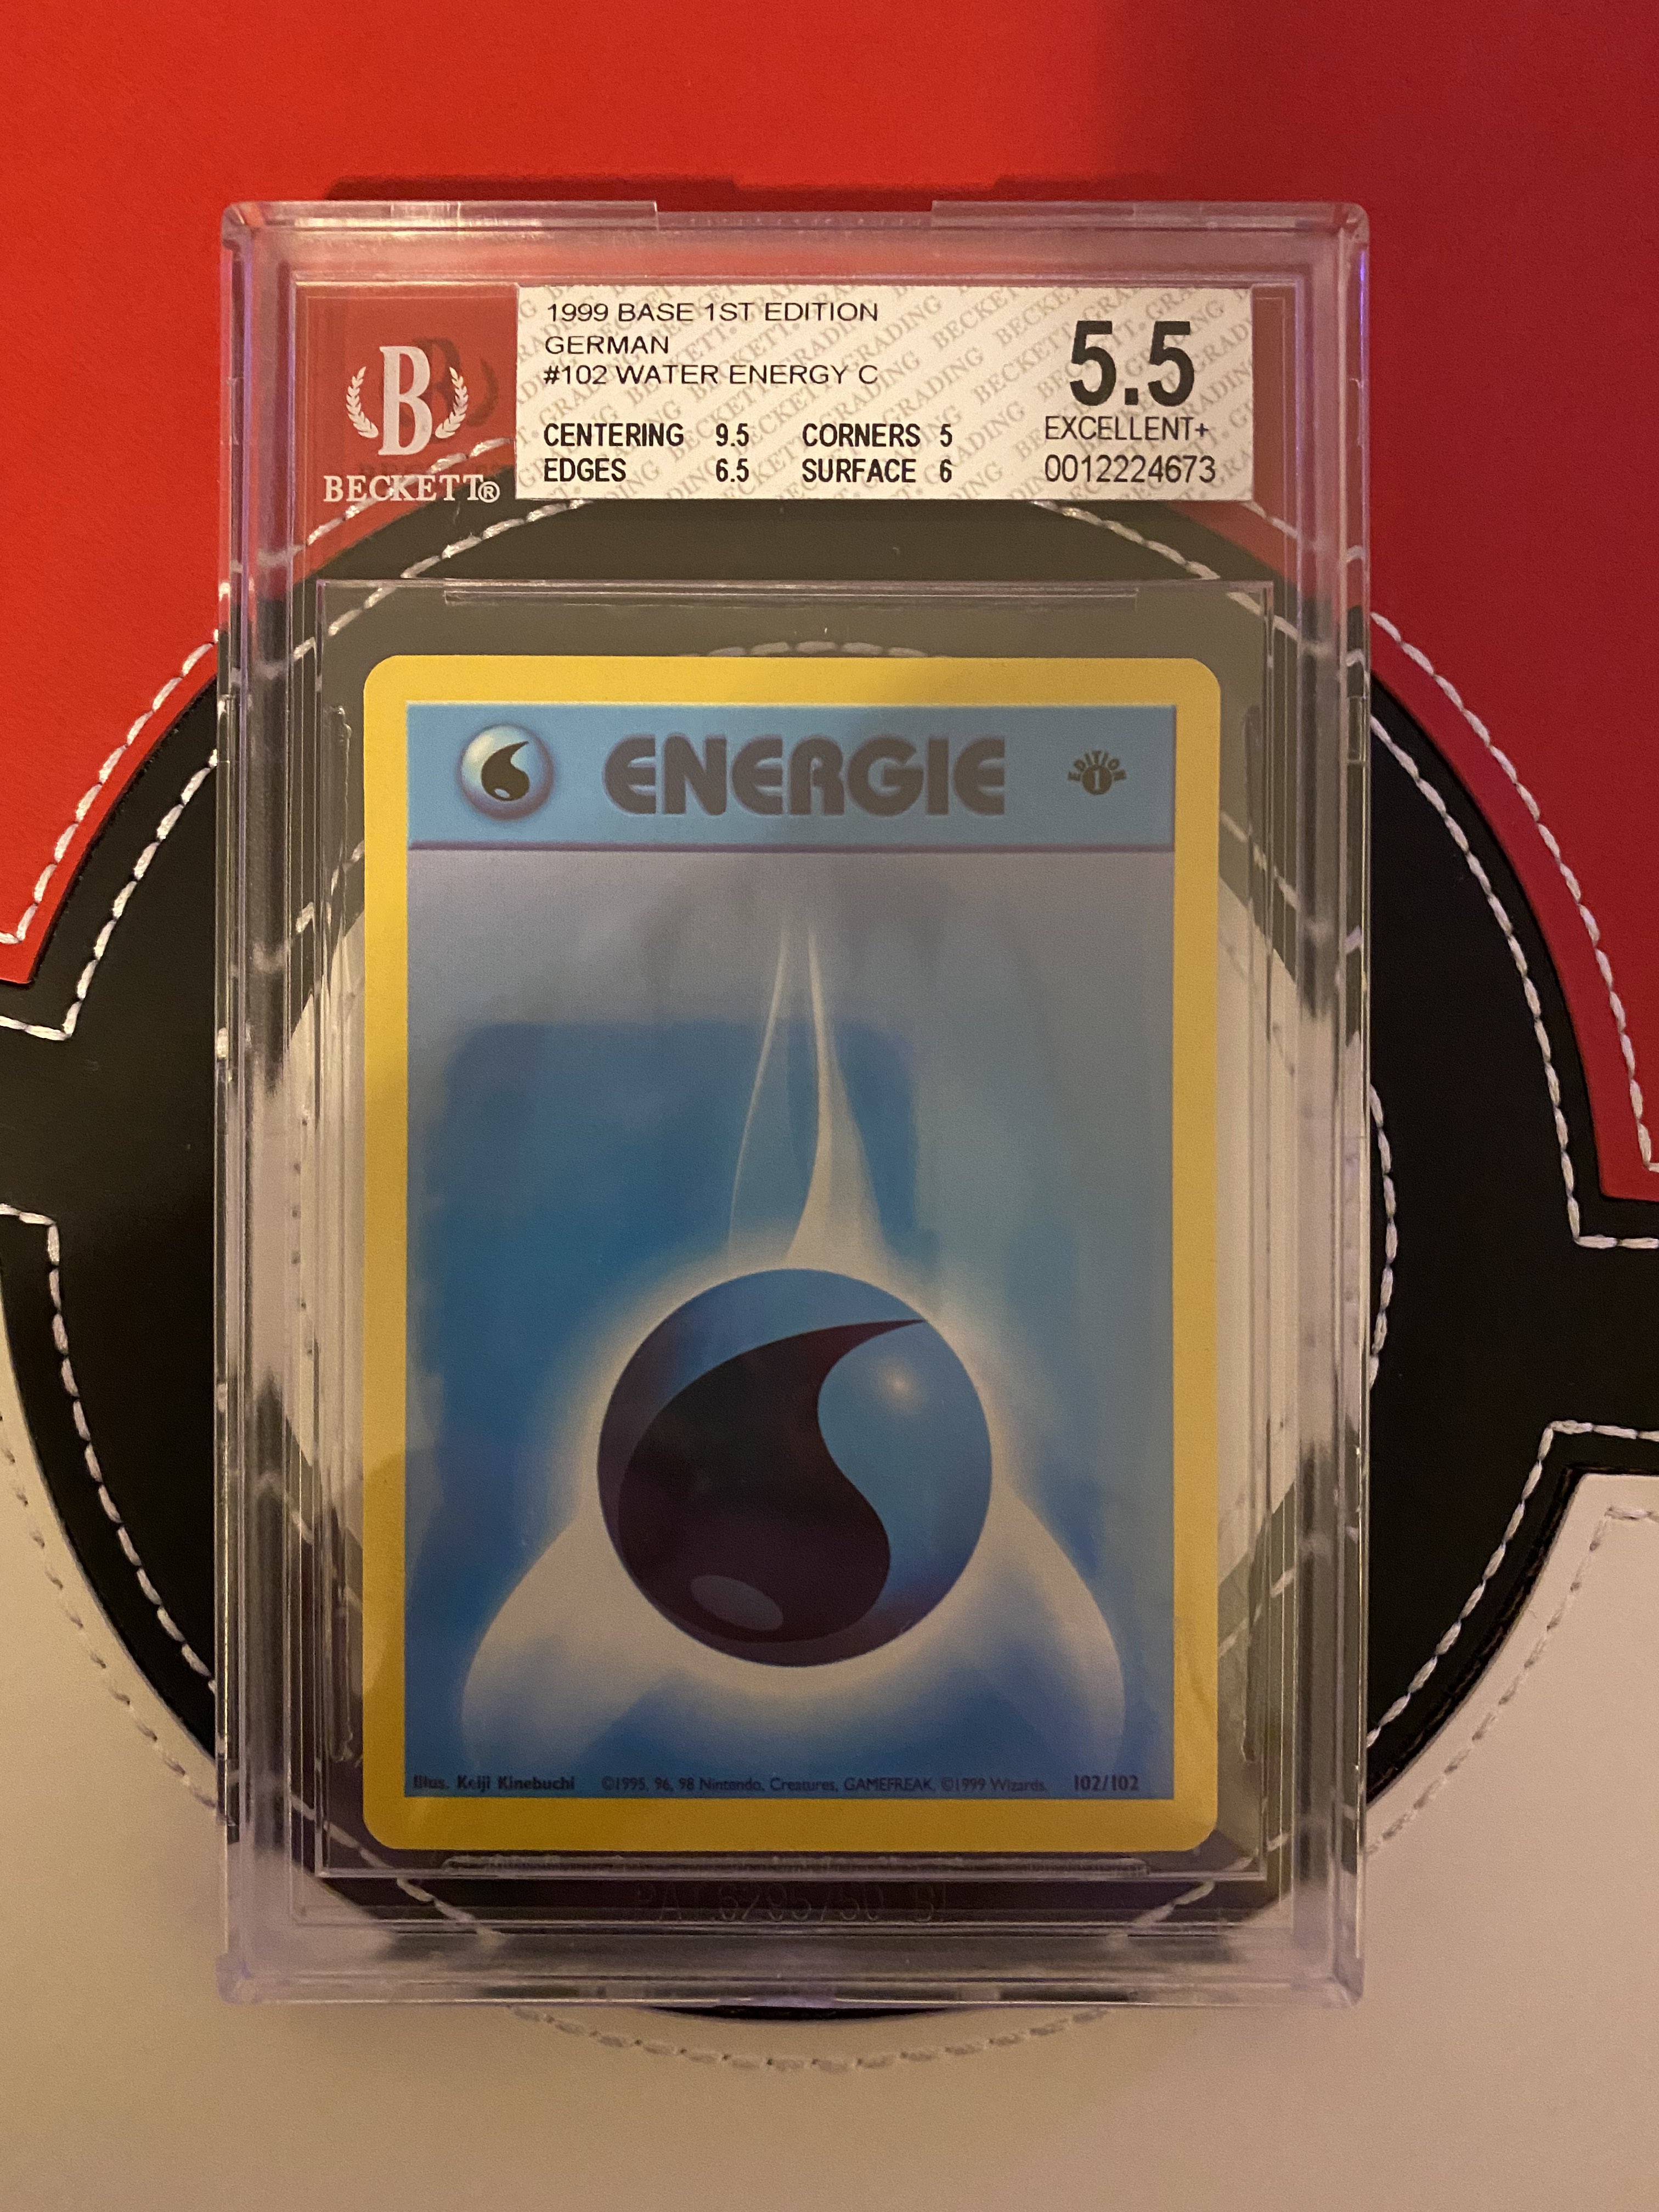 1999 BASE 1ST EDITION
GERMAN
#102 WATER ENERGY C
CENTERING 9.5 CORNERS 5
EDGES 6.5 SURFACE 6
5.5
EXCELLENT+
0012224673
B
BECKETT®
ENERGIE
EDITION
1
Illus. Keiji Kinebuchi ©1995, 96, 98 Nintendo, Creatures, GAMEFREAK. ©1999 Wizards. 102/102